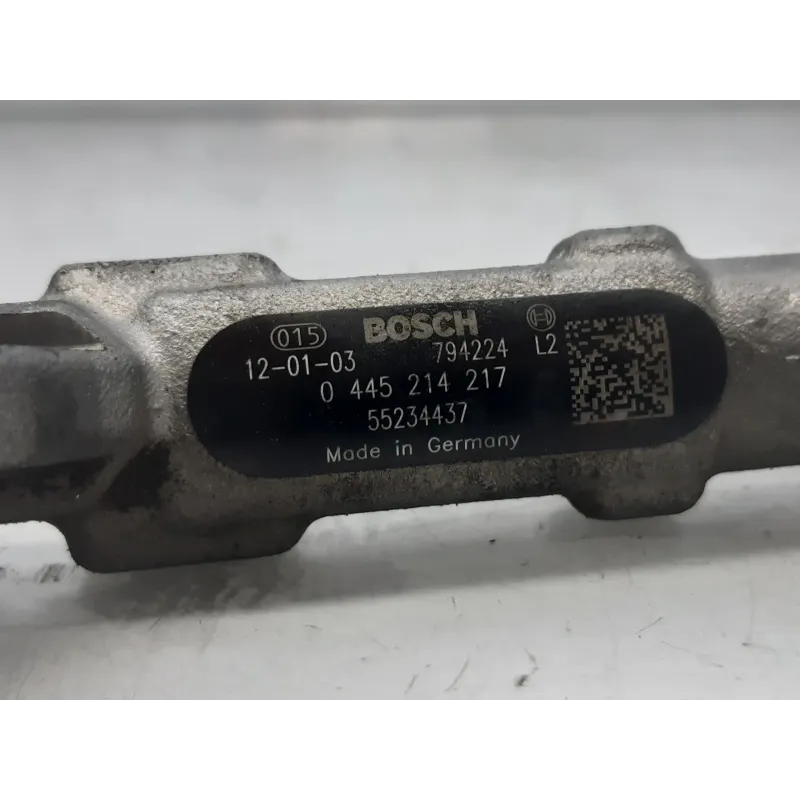 015 BOSCH
12-01-03 794224 L2
0 445 214 217
55234437
Made in Germany